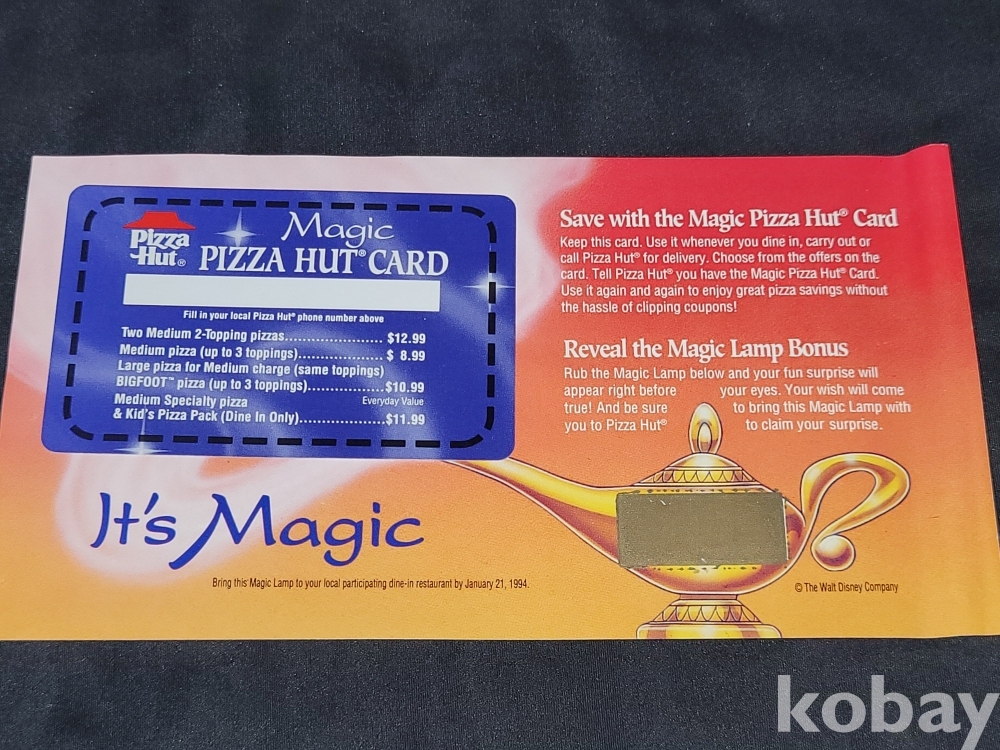 Pizza
Hut®
Magic
PIZZA HUT® CARD
Fill in your local Pizza Hut® phone number above
Two Medium 2-Topping pizzas..................... $12.99
Medium pizza (up to 3 toppings)................... $ 8.99
Large pizza for Medium charge (same toppings)
BIGFOOT™ pizza (up to 3 toppings)................$10.99
Medium Specialty pizza Everyday Value
& Kid's Pizza Pack (Dine In Only)...................$11.99
It's Magic
Bring this Magic Lamp to your local participating dine-in restaurant by January 21, 1994.
Save with the Magic Pizza Hut® Card
Keep this card. Use it whenever you dine in, carry out or
call Pizza Hut® for delivery. Choose from the offers on the
card. Tell Pizza Hut® you have the Magic Pizza Hut® Card.
Use it again and again to enjoy great pizza savings without
the hassle of clipping coupons!
Reveal the Magic Lamp Bonus
Rub the Magic Lamp below and your fun surprise will
appear right before your eyes. Your wish will come
true! And be sure to bring this Magic Lamp with
you to Pizza Hut® to claim your surprise.
© The Walt Disney Company
kobay